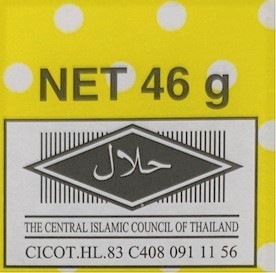 NET 46 g
حلال
THE CENTRAL ISLAMIC COUNCIL OF THAILAND
CICOT.HL.83 C408 091 11 56